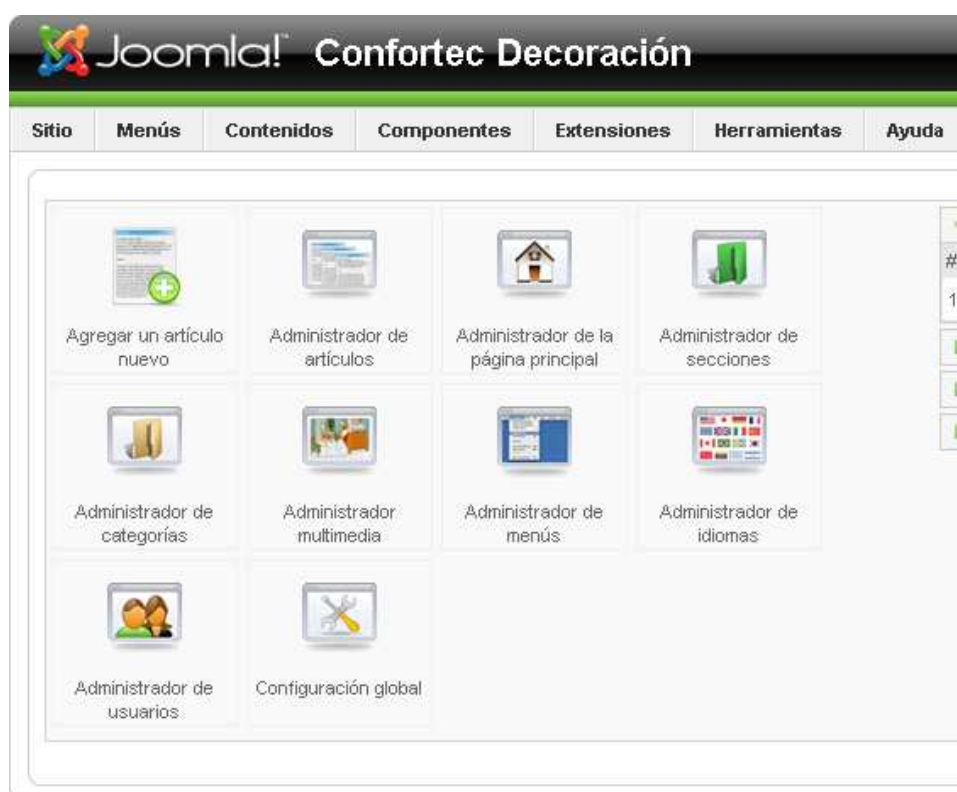 Joomla!™ Confortec Decoración
Sitio Menús Contenidos Componentes Extensiones Herramientas Ayuda
#
1
Agregar un artículo
nuevo
Administrador de
artículos
Administrador de la
página principal
Administrador de
secciones
Administrador de
categorías
Administrador
multimedia
Administrador de
menús
Administrador de
idiomas
Administrador de
usuarios
Configuración global